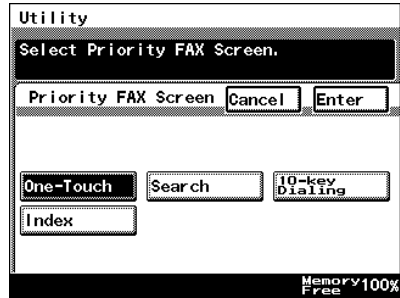 Utility
Select Priority FAX Screen.
Priority FAX Screen Cancel Enter
One-Touch Search 10-key Dialing
Index
Memory Free 100%